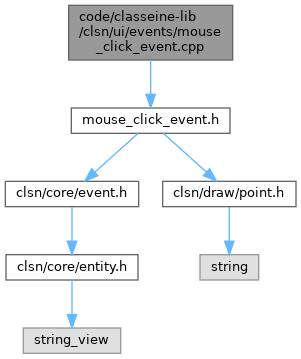 code/classeine-lib
/clsn/ui/events/mouse
_click_event.cpp
mouse_click_event.h
clsn/core/event.h
clsn/draw/point.h
clsn/core/entity.h
string
string_view